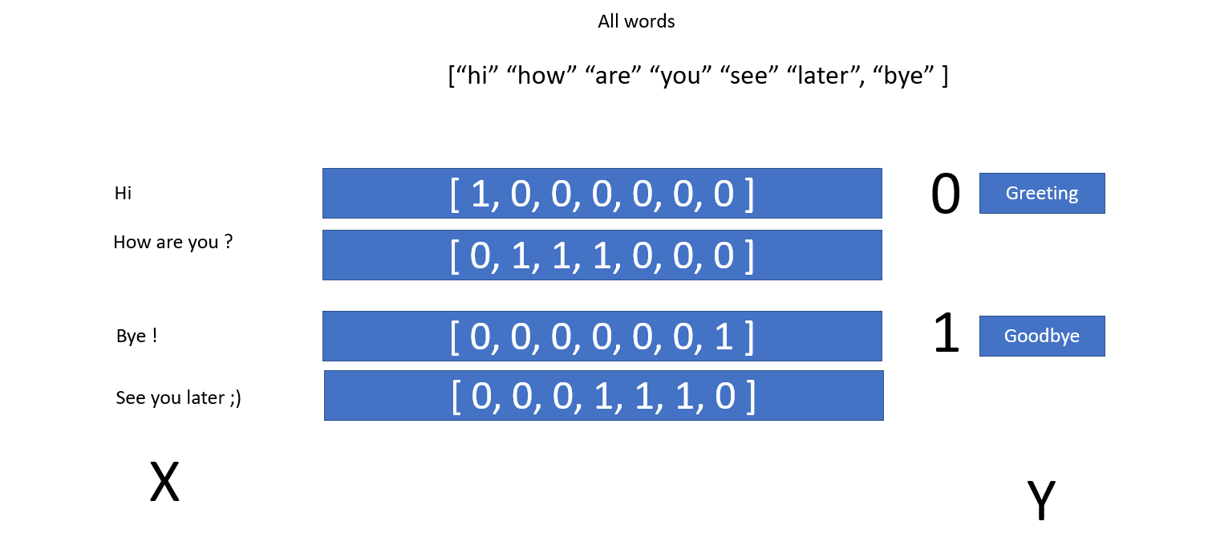 All words
[“hi” “how” “are” “you” “see” “later”, “bye” ]
Hi [ 1, 0, 0, 0, 0, 0, 0 ] 0 Greeting
How are you ? [ 0, 1, 1, 1, 0, 0, 0 ]
Bye ! [ 0, 0, 0, 0, 0, 0, 1 ] 1 Goodbye
See you later ;) [ 0, 0, 0, 1, 1, 1, 0 ]
X Y